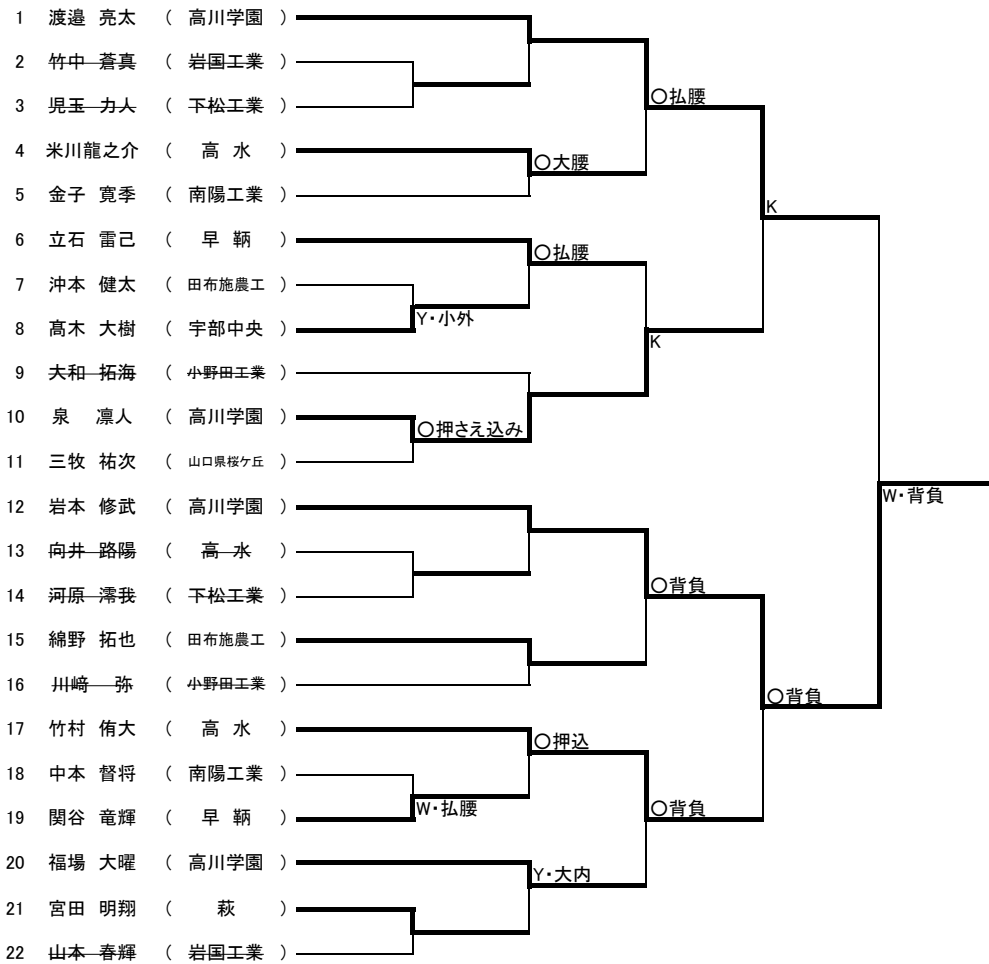 1 渡邉 亮太 ( 高川学園 )
2 竹中 蒼真 ( 岩国工業 )
3 児玉 力人 ( 下松工業 )
○払腰
4 米川龍之介 ( 高 水 )
○大腰
5 金子 寛季 ( 南陽工業 )
K
6 立石 雷己 ( 早 鞆 )
○払腰
7 沖本 健太 ( 田布施農工 )
Y・小外
8 髙木 大樹 ( 宇部中央 )
K
9 大和 拓海 ( 小野田工業 )
10 泉 凛人 ( 高川学園 )
○押さえ込み
11 三牧 祐次 ( 山口県桜ケ丘 )
W・背負
12 岩本 修武 ( 高川学園 )
13 向井 路陽 ( 高 水 )
○背負
14 河原 澪我 ( 下松工業 )
15 綿野 拓也 ( 田布施農工 )
16 川﨑 弥 ( 小野田工業 )
○背負
17 竹村 侑大 ( 高 水 )
○押込
18 中本 督将 ( 南陽工業 )
W・払腰
○背負
19 関谷 竜輝 ( 早 鞆 )
20 福場 大曜 ( 高川学園 )
Y・大内
21 宮田 明翔 ( 萩 )
22 山本 春輝 ( 岩国工業 )